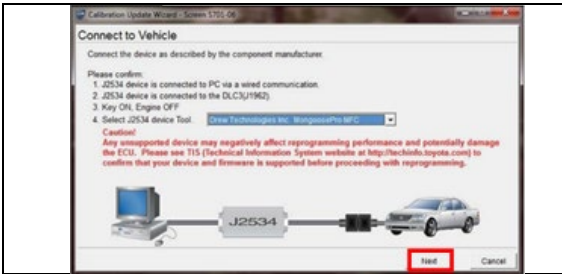 Calibration Update Wizard - Screen S701-06
Connect to Vehicle
Connect the device as described by the component manufacturer.
Please confirm:
1. J2534 device is connected to PC via a wired communication.
2. J2534 device is connected to the DLC3(J1962).
3. Key ON, Engine OFF
4. Select J2534 device Tool. Drew Technologies Inc. MongoosePro MFC
Caution!
Any unsupported device may negatively affect reprogramming performance and potentially damage
the ECU. Please see TIS (Technical Information System website at http://techinfo.toyota.com) to
confirm that your device and firmware is supported before proceeding with reprogramming.
J2534
Next Cancel